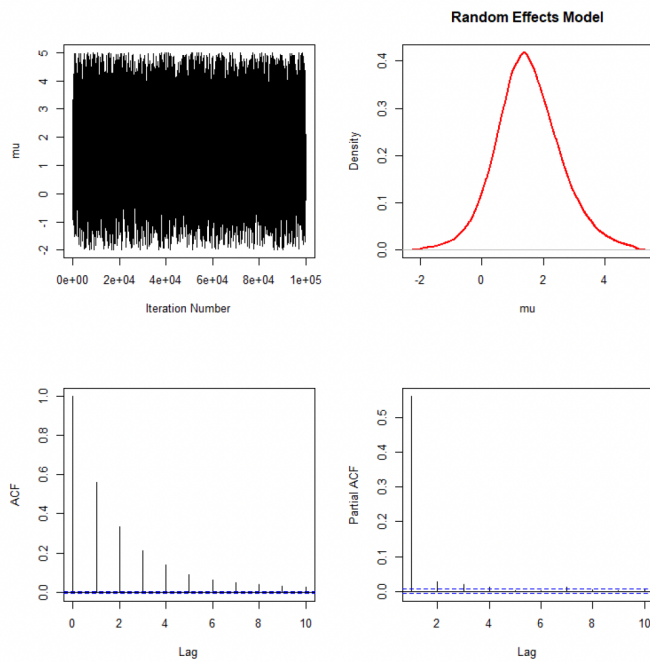 Random Effects Model
mu
5
4
3
2
1
0
-1
-2
0e+00 2e+04 4e+04 6e+04 8e+04 1e+05
Iteration Number
Density
0.4
0.3
0.2
0.1
0.0
-2 0 2 4
mu
ACF
1.0
0.8
0.6
0.4
0.2
0.0
0 2 4 6 8 10
Lag
Partial ACF
0.5
0.4
0.3
0.2
0.1
0.0
2 4 6 8 10
Lag